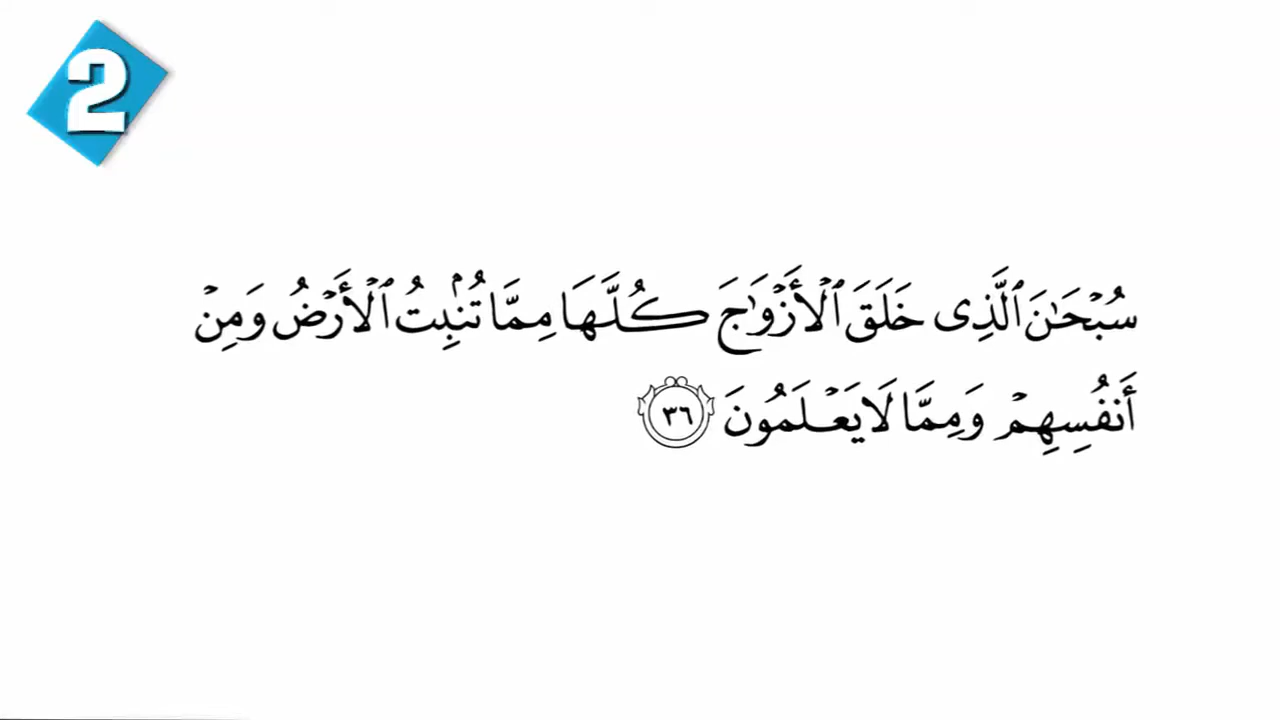 2
سُبْحَـٰنَ ٱلَّذِى خَلَقَ ٱلْأَزْوَٰجَ كُلَّهَا مِمَّا تُنۢبِتُ ٱلْأَرْضُ وَمِنْ
أَنفُسِهِمْ وَمِمَّا لَا يَعْلَمُونَ ٣٦